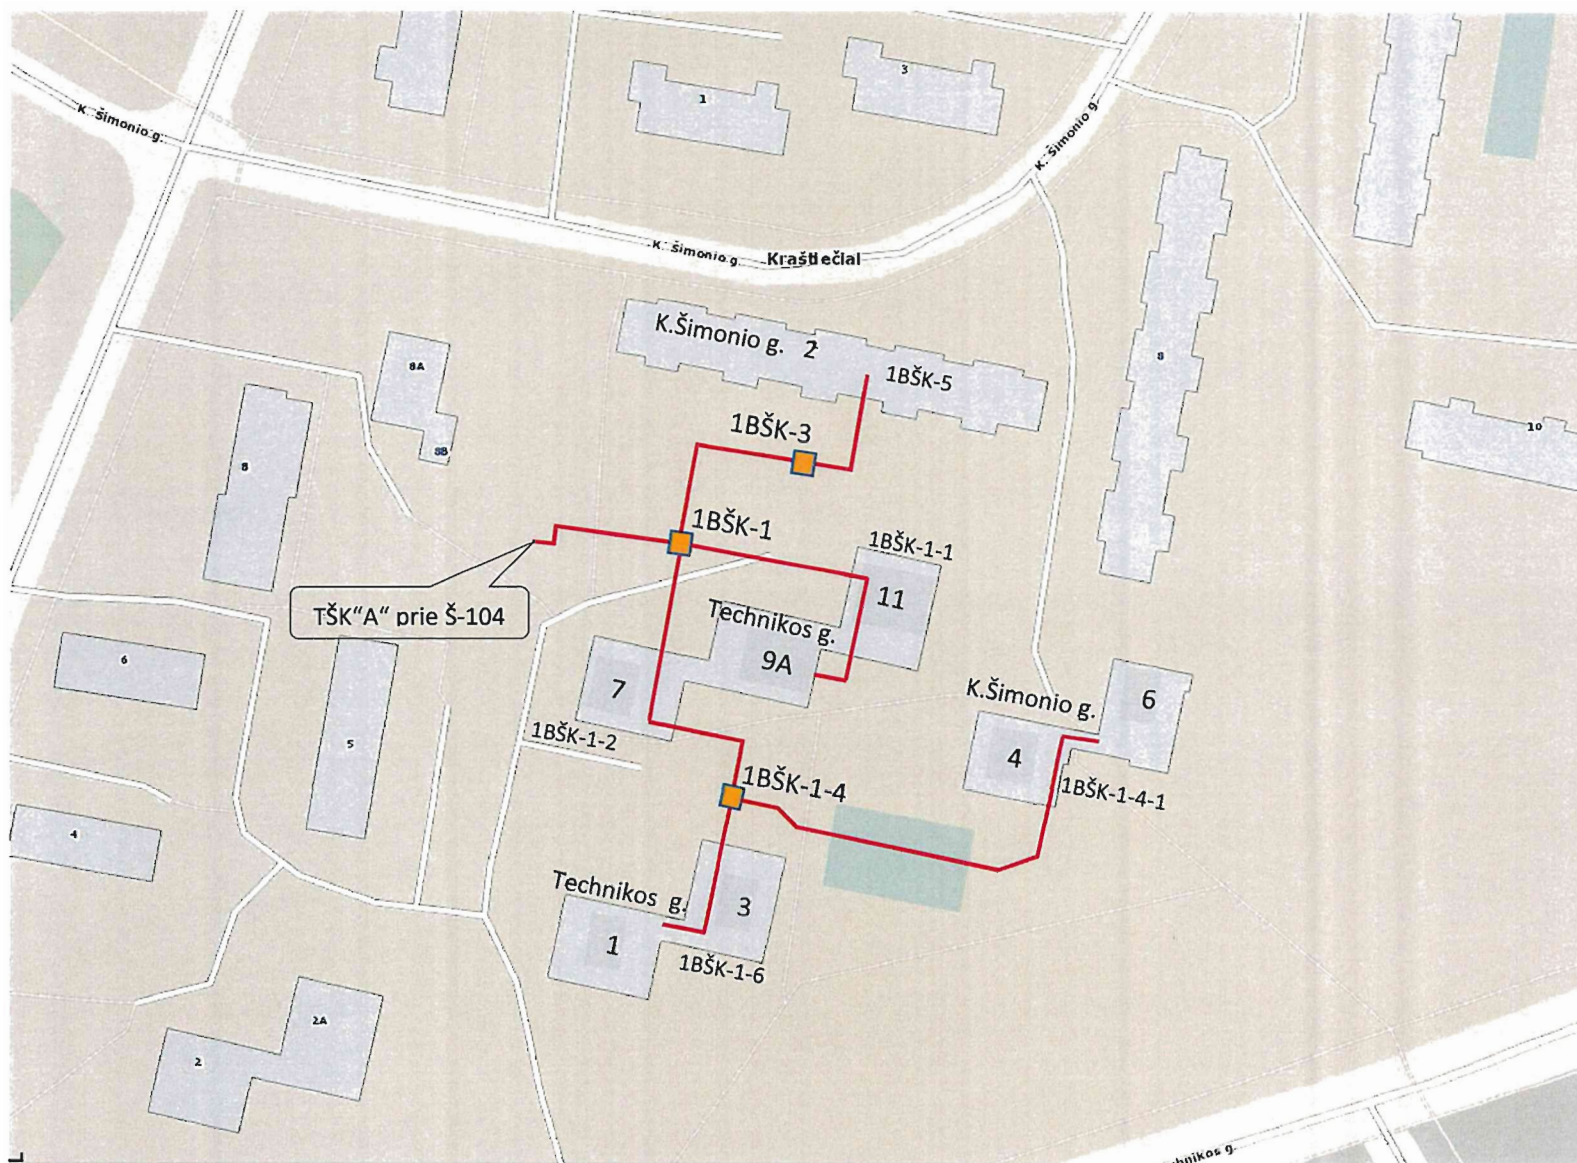 1
3
K. Šimonio g.
K. Šimonio g.
K. Šimonio g.
Kraštiečiai
K.Šimonio g. 2
8A
1BŠK-5
8
8B
8
10
1BŠK-3
1BŠK-1
1BŠK-1-1
11
TŠK“A“ prie Š-104
Technikos g.
9A
6
7
K.Šimonio g.
6
5
1BŠK-1-2
4
1BŠK-1-4
1BŠK-1-4-1
4
Technikos g.
3
1
1BŠK-1-6
2A
2
hnikos g.